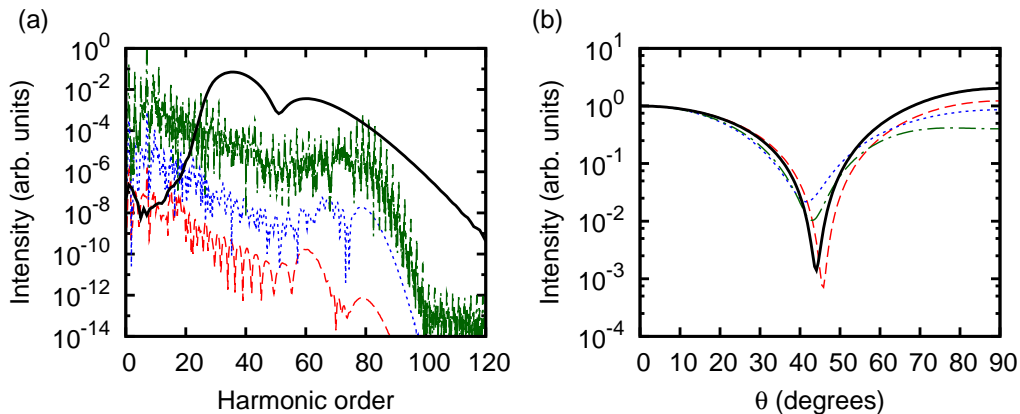 (a)
10^0
10^-2
10^-4
10^-6
10^-8
10^-10
10^-12
10^-14
Intensity (arb. units)
0 20 40 60 80 100 120
Harmonic order
(b)
10^1
10^0
10^-1
10^-2
10^-3
10^-4
Intensity (arb. units)
0 10 20 30 40 50 60 70 80 90
θ (degrees)